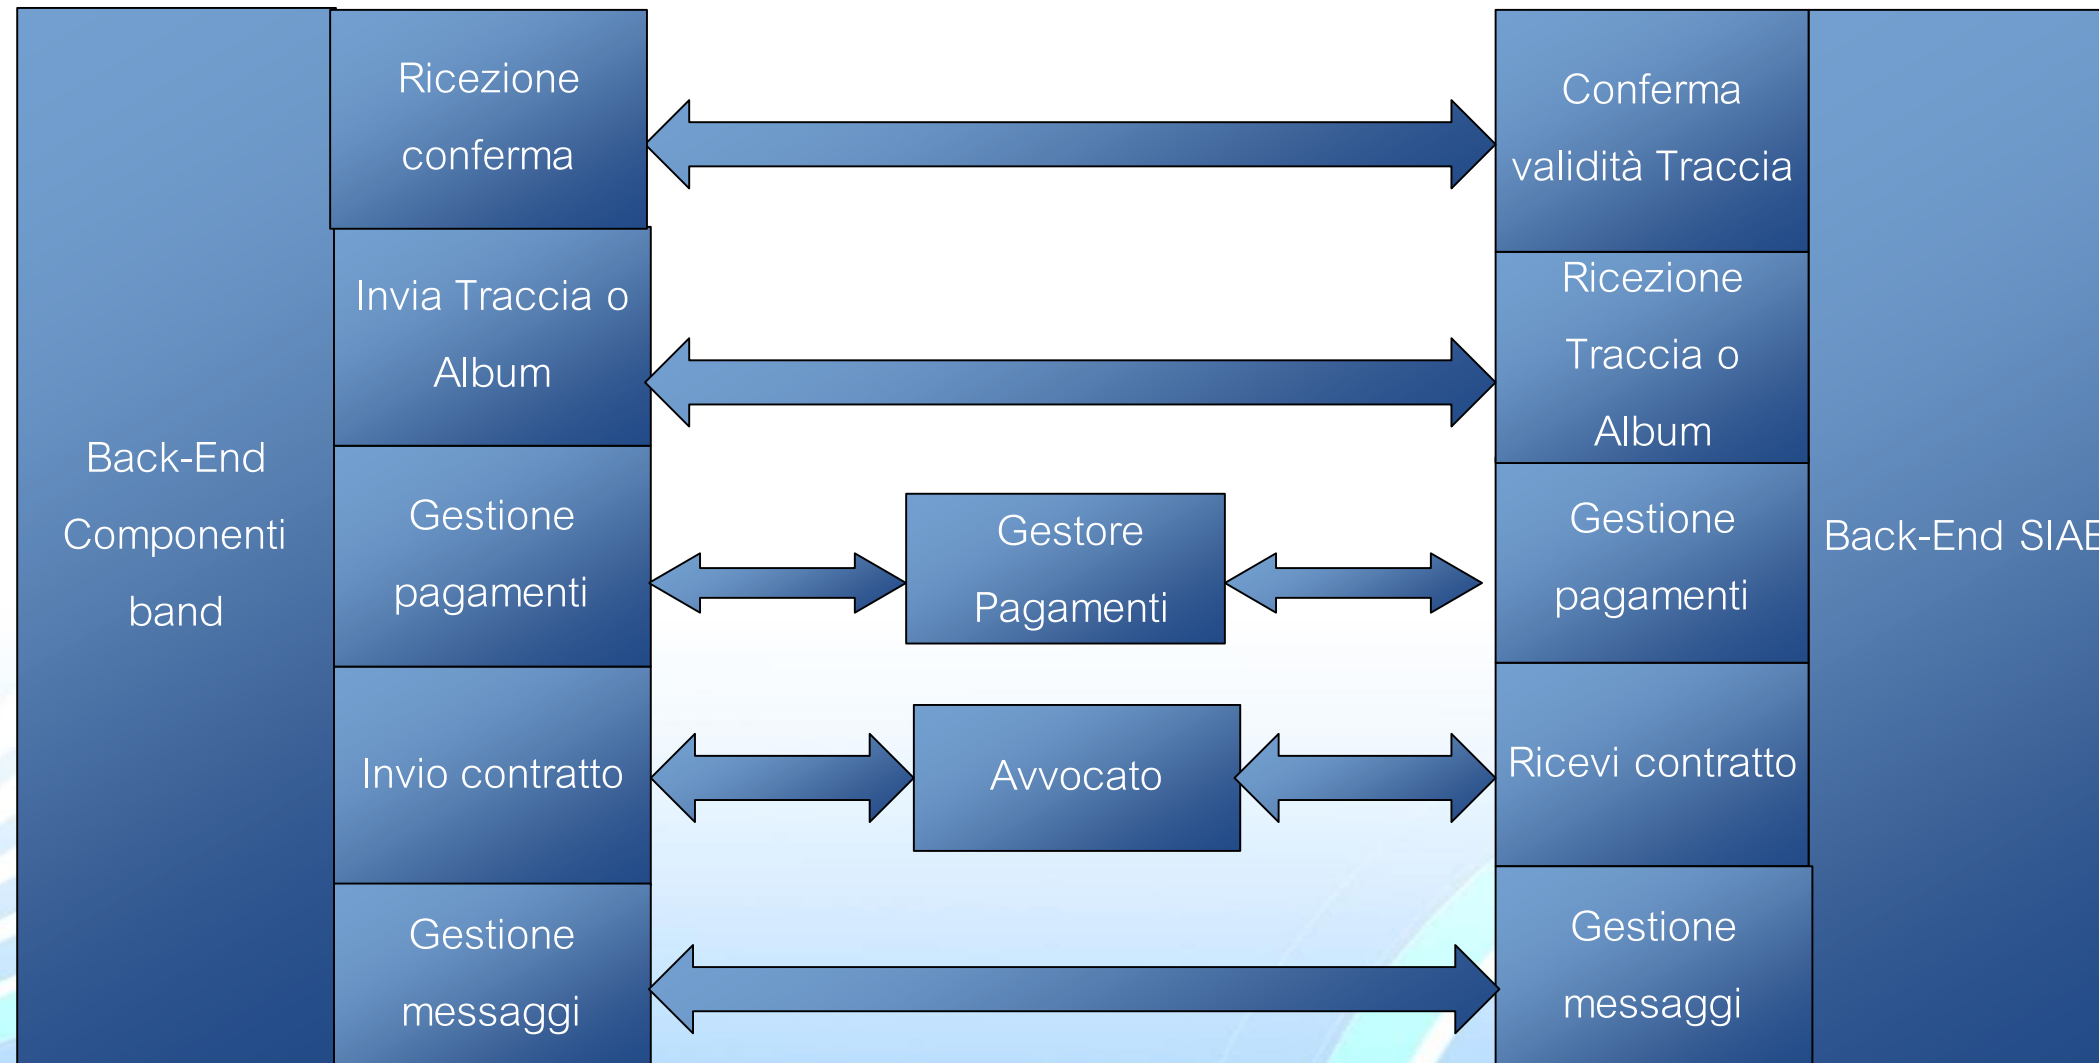 Back-End
Componenti
band
Ricezione
conferma
Invia Traccia o
Album
Gestione
pagamenti
Invio contratto
Gestione
messaggi
Gestore
Pagamenti
Avvocato
Conferma
validità Traccia
Ricezione
Traccia o
Album
Gestione
pagamenti
Ricevi contratto
Gestione
messaggi
Back-End SIAE